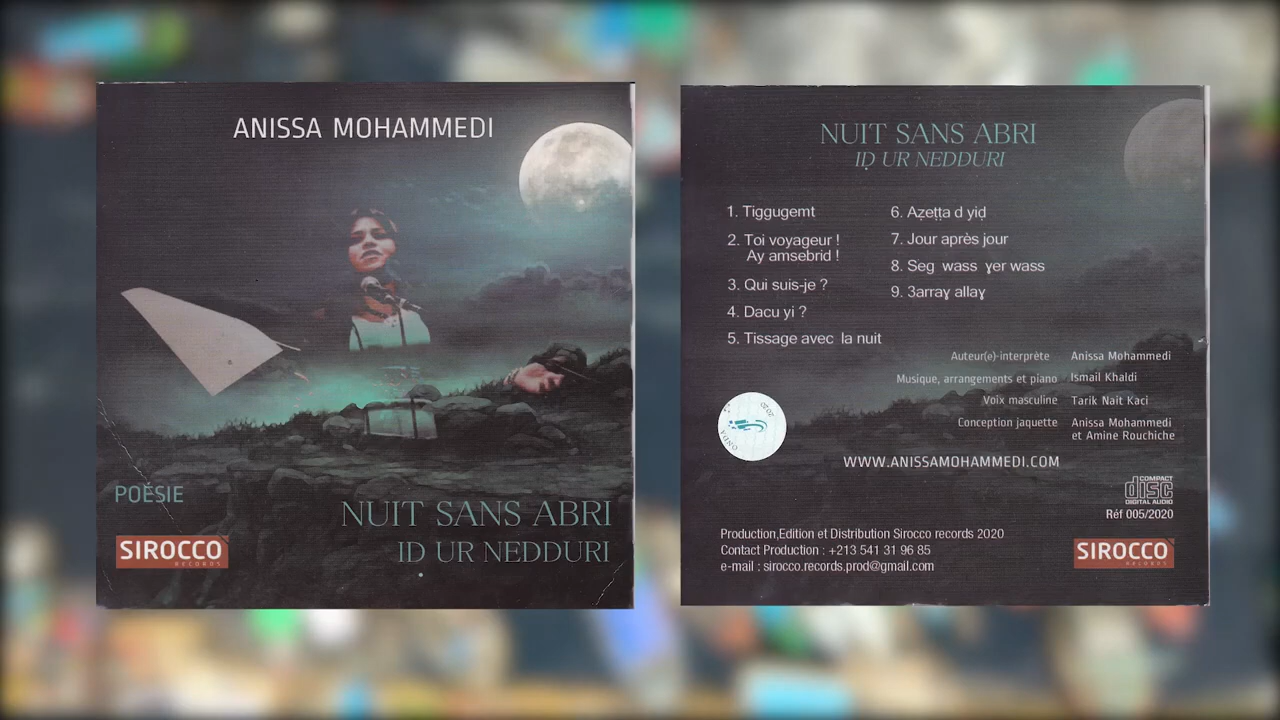 ANISSA MOHAMMEDI
POÉSIE
SIROCCO
RECORDS
NUIT SANS ABRI
IḌ UR NEDDURI
NUIT SANS ABRI
IḌ UR NEDDURI
1. Tiggugemt
2. Toi voyageur !
Ay amsebrid !
3. Qui suis-je ?
4. Dacu yi ?
5. Tissage avec la nuit
6. Aẓeṭṭa d yiḍ
7. Jour après jour
8. Seg wass ɣer wass
9. 3arraɣ allaɣ
Auteur(e)-interprète Anissa Mohammedi
Musique, arrangements et piano Ismail Khaldi
Voix masculine Tarik Nait Kaci
Conception jaquette Anissa Mohammedi
et Amine Rouchiche
ONDA 2020
WWW.ANISSAMOHAMMEDI.COM
COMPACT
disc
DIGITAL AUDIO
Réf 005/2020
Production,Edition et Distribution Sirocco records 2020
Contact Production : +213 541 31 96 85
e-mail : sirocco.records.prod@gmail.com
SIROCCO
RECORDS